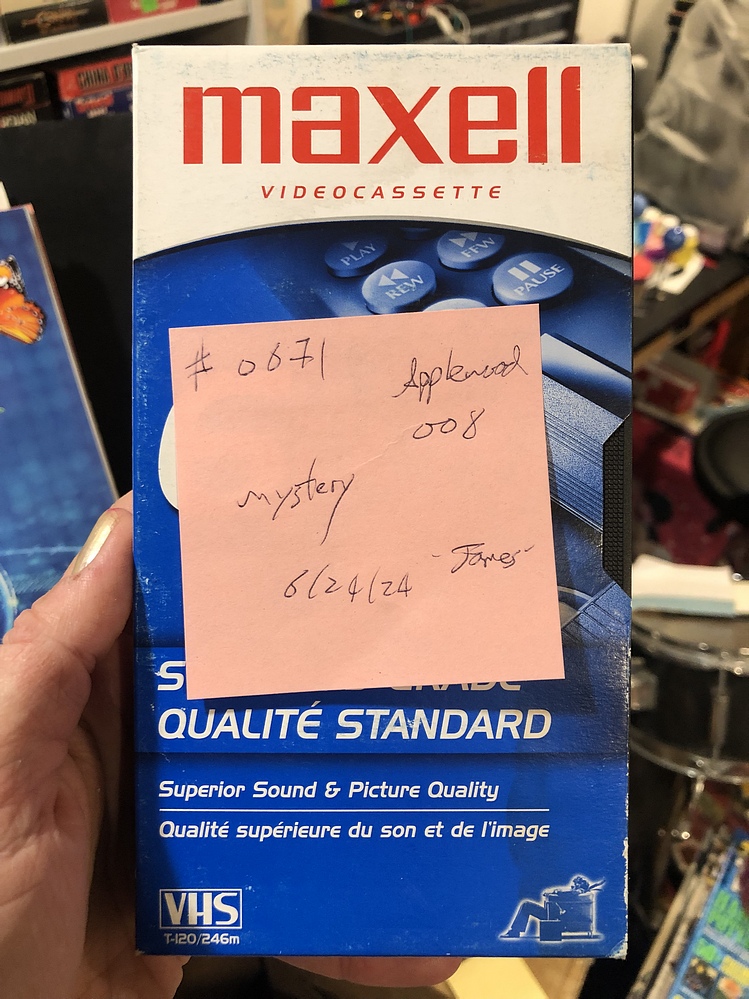 maxell
VIDEOCASSETTE
PLAY
FFW
REW
PAUSE
# 0671
Applewood
008
mystery
- James -
6/24/24
GRADE
QUALITÉ STANDARD
Superior Sound & Picture Quality
Qualité supérieure du son et de l'image
VHS
T-120/246m